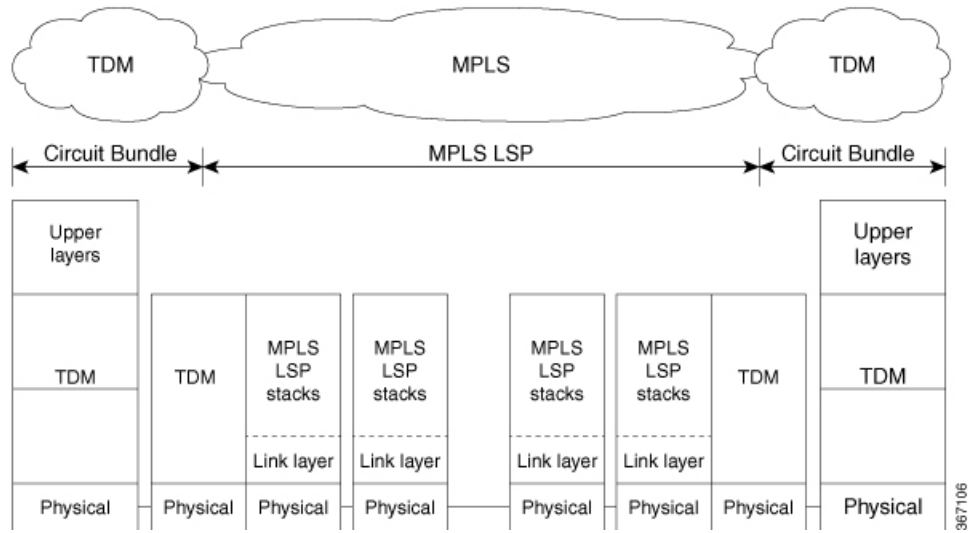 TDM
MPLS
TDM
Circuit Bundle
MPLS LSP
Circuit Bundle
Upper
layers
Upper
layers
TDM
TDM
MPLS
LSP
stacks
MPLS
LSP
stacks
MPLS
LSP
stacks
MPLS
LSP
stacks
TDM
TDM
Link layer
Link layer
Link layer
Link layer
Physical
Physical
Physical
Physical
Physical
Physical
Physical
Physical
367106